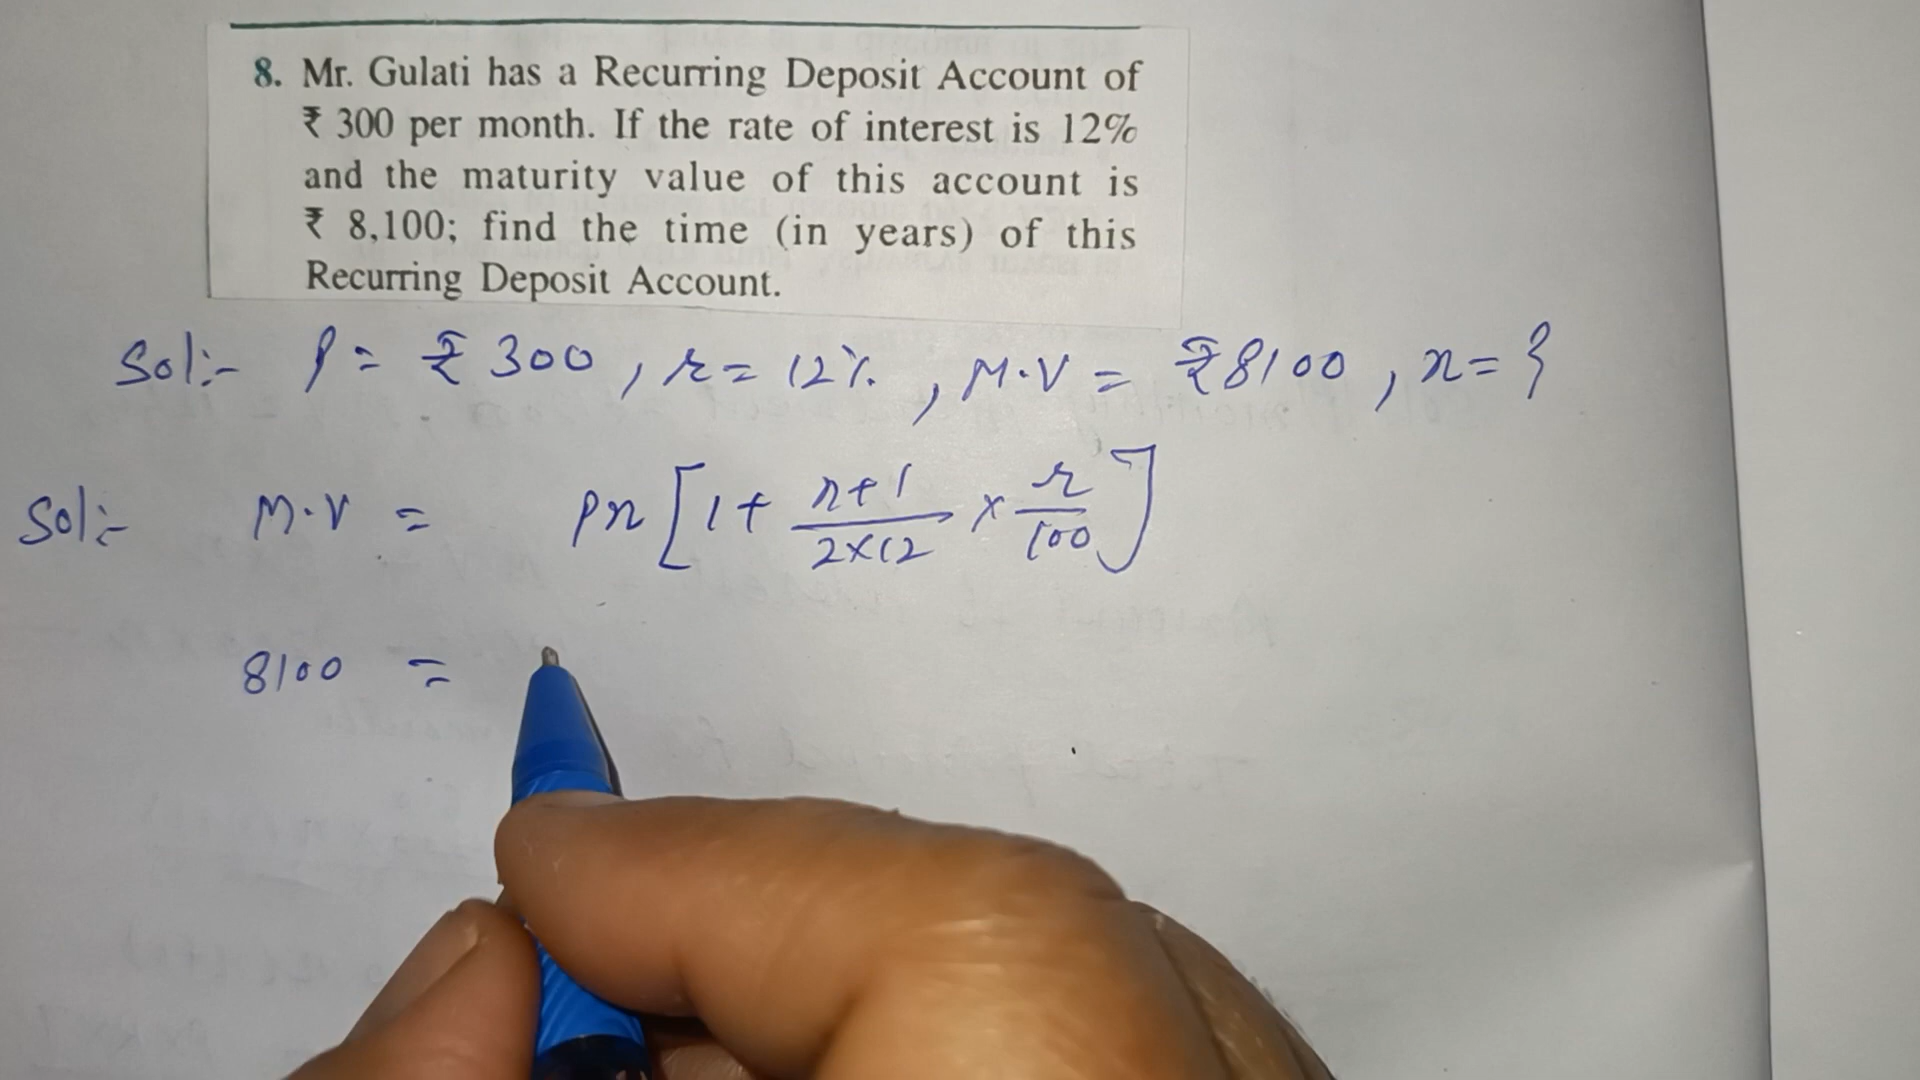 8. Mr. Gulati has a Recurring Deposit Account of
₹ 300 per month. If the rate of interest is 12%
and the maturity value of this account is
₹ 8,100; find the time (in years) of this
Recurring Deposit Account.
Sol:- P = ₹ 300, r = 12%, M.V = ₹8100, n = ?
Sol:- M.V = Pn [1 + n+1/2×12 × r/100]
8100 =